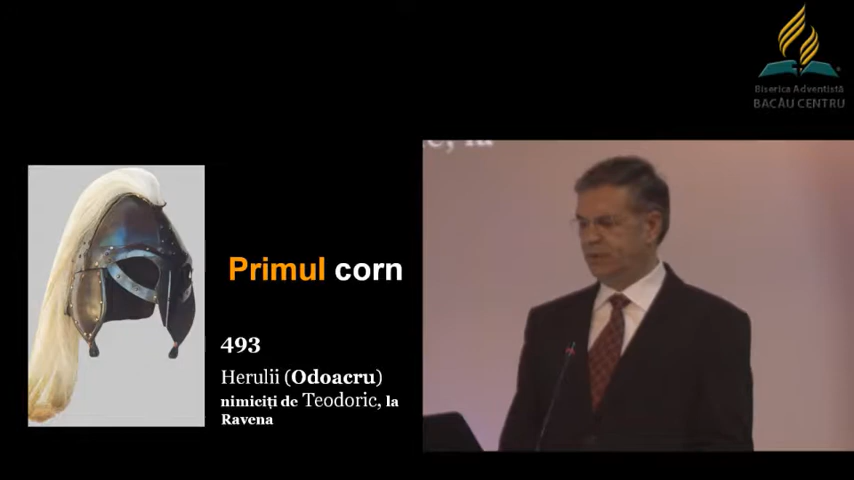 Biserica Adventistă
BACĂU CENTRU
Primul corn
493
Herulii (Odoacru)
nimiciți de Teodoric, la
Ravena